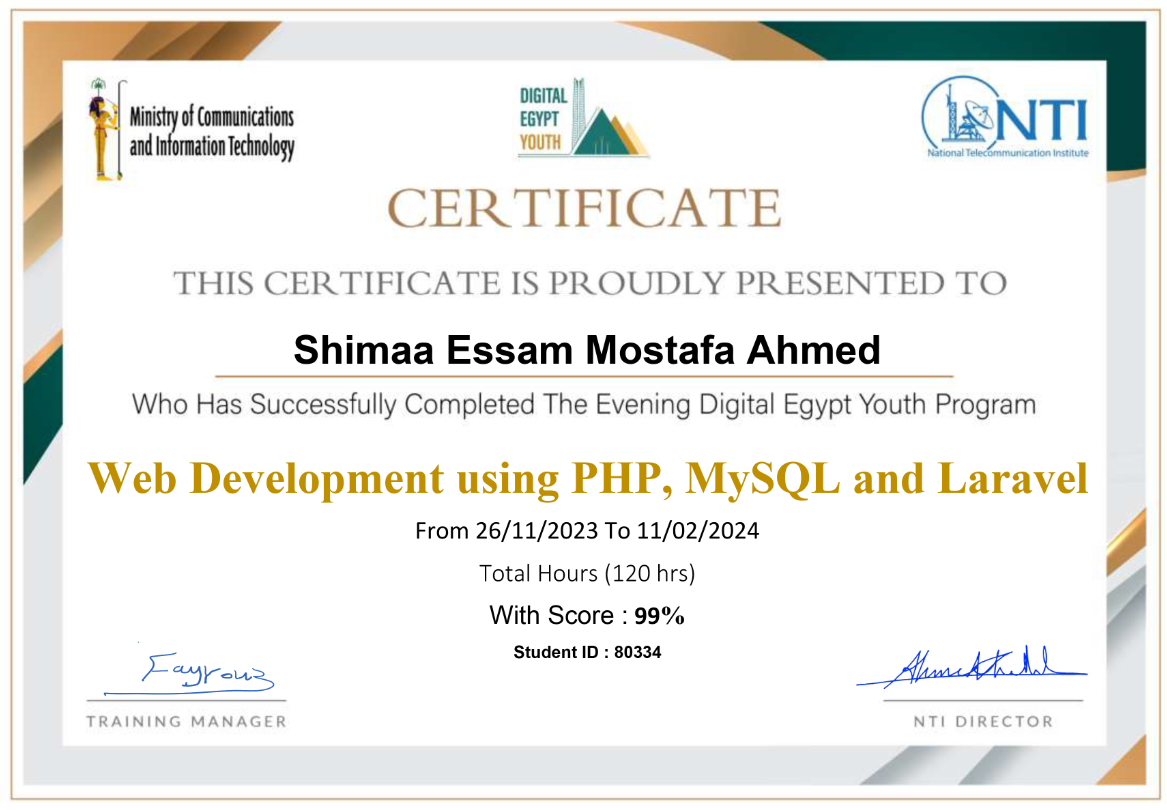 Ministry of Communications
and Information Technology
DIGITAL
EGYPT
YOUTH
NTI
National Telecommunication Institute
CERTIFICATE
THIS CERTIFICATE IS PROUDLY PRESENTED TO
Shimaa Essam Mostafa Ahmed
Who Has Successfully Completed The Evening Digital Egypt Youth Program
Web Development using PHP, MySQL and Laravel
From 26/11/2023 To 11/02/2024
Total Hours (120 hrs)
With Score : 99%
Student ID : 80334
Fayrouz
TRAINING MANAGER
NTI DIRECTOR